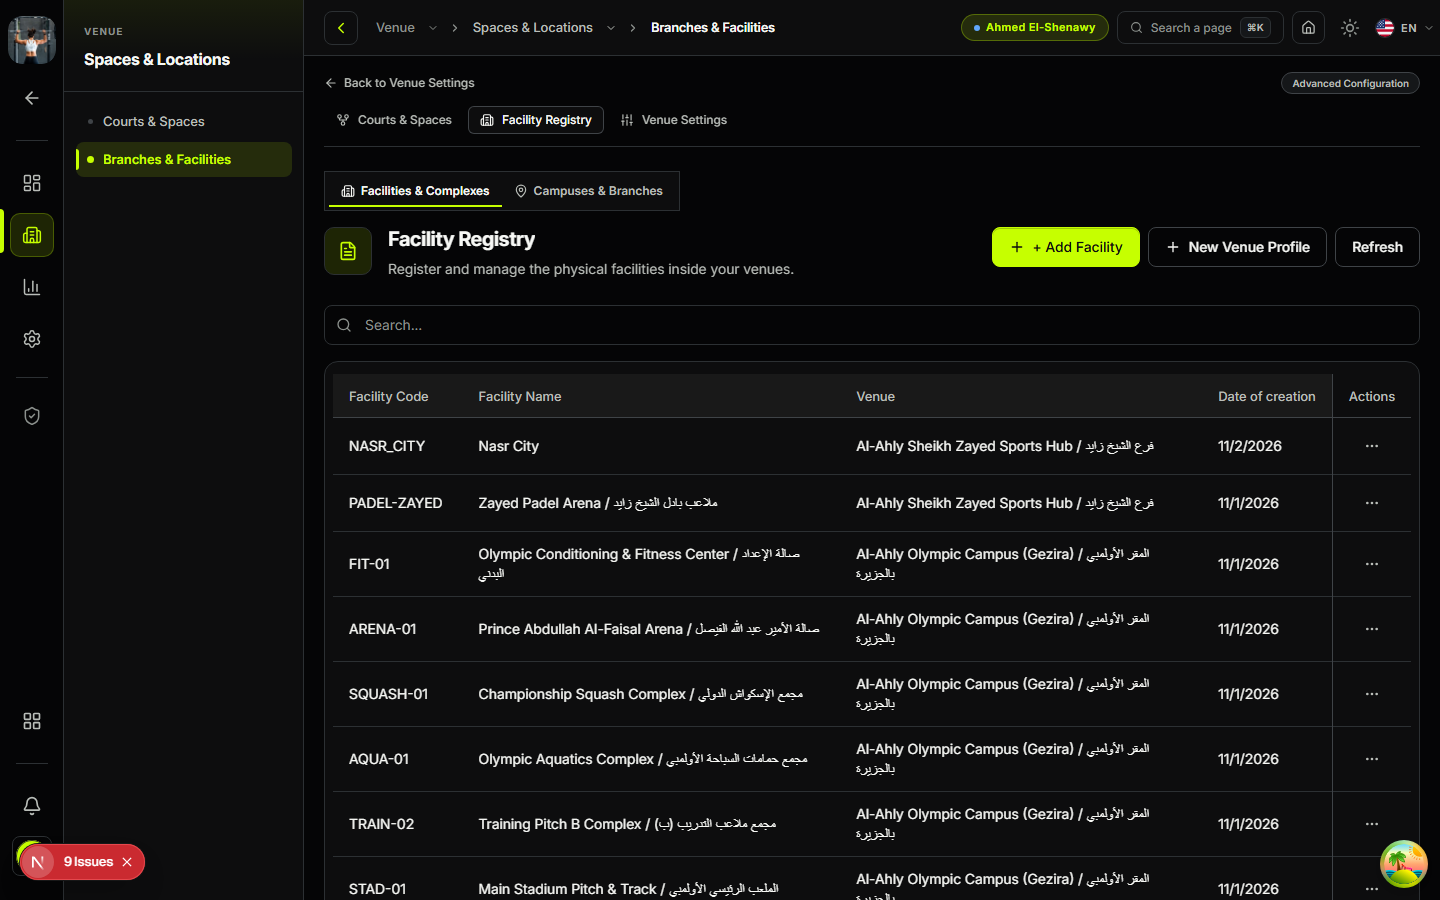 VENUE
Spaces & Locations
Courts & Spaces
Branches & Facilities
Venue
Spaces & Locations
Branches & Facilities
Ahmed El-Shenawy
Search a page ⌘K
EN
Back to Venue Settings
Advanced Configuration
Courts & Spaces
Facility Registry
Venue Settings
Facilities & Complexes
Campuses & Branches
Facility Registry
Register and manage the physical facilities inside your venues.
+ Add Facility
New Venue Profile
Refresh
Search...
Facility Code Facility Name Venue Date of creation Actions
NASR_CITY Nasr City Al-Ahly Sheikh Zayed Sports Hub / فرع الشيخ زايد 11/2/2026
PADEL-ZAYED Zayed Padel Arena / ملاعب بادل الشيخ زايد Al-Ahly Sheikh Zayed Sports Hub / فرع الشيخ زايد 11/1/2026
FIT-01 Olympic Conditioning & Fitness Center / صالة الإعداد
البدني
Al-Ahly Olympic Campus (Gezira) / المقر الأولمبي
بالجزيرة
11/1/2026
ARENA-01 Prince Abdullah Al-Faisal Arena / صالة الأمير عبد الله الفيصل
Al-Ahly Olympic Campus (Gezira) / المقر الأولمبي
بالجزيرة
11/1/2026
SQUASH-01 Championship Squash Complex / مجمع الإسكواش الدولي
Al-Ahly Olympic Campus (Gezira) / المقر الأولمبي
بالجزيرة
11/1/2026
AQUA-01 Olympic Aquatics Complex / مجمع حمامات السباحة الأولمبي
Al-Ahly Olympic Campus (Gezira) / المقر الأولمبي
بالجزيرة
11/1/2026
TRAIN-02 Training Pitch B Complex / مجمع ملاعب التدريب (ب)
Al-Ahly Olympic Campus (Gezira) / المقر الأولمبي
بالجزيرة
11/1/2026
STAD-01 Main Stadium Pitch & Track / الملعب الرئيسي الأولمبي
Al-Ahly Olympic Campus (Gezira) / المقر الأولمبي
بالجزيرة
11/1/2026
N 9 Issues